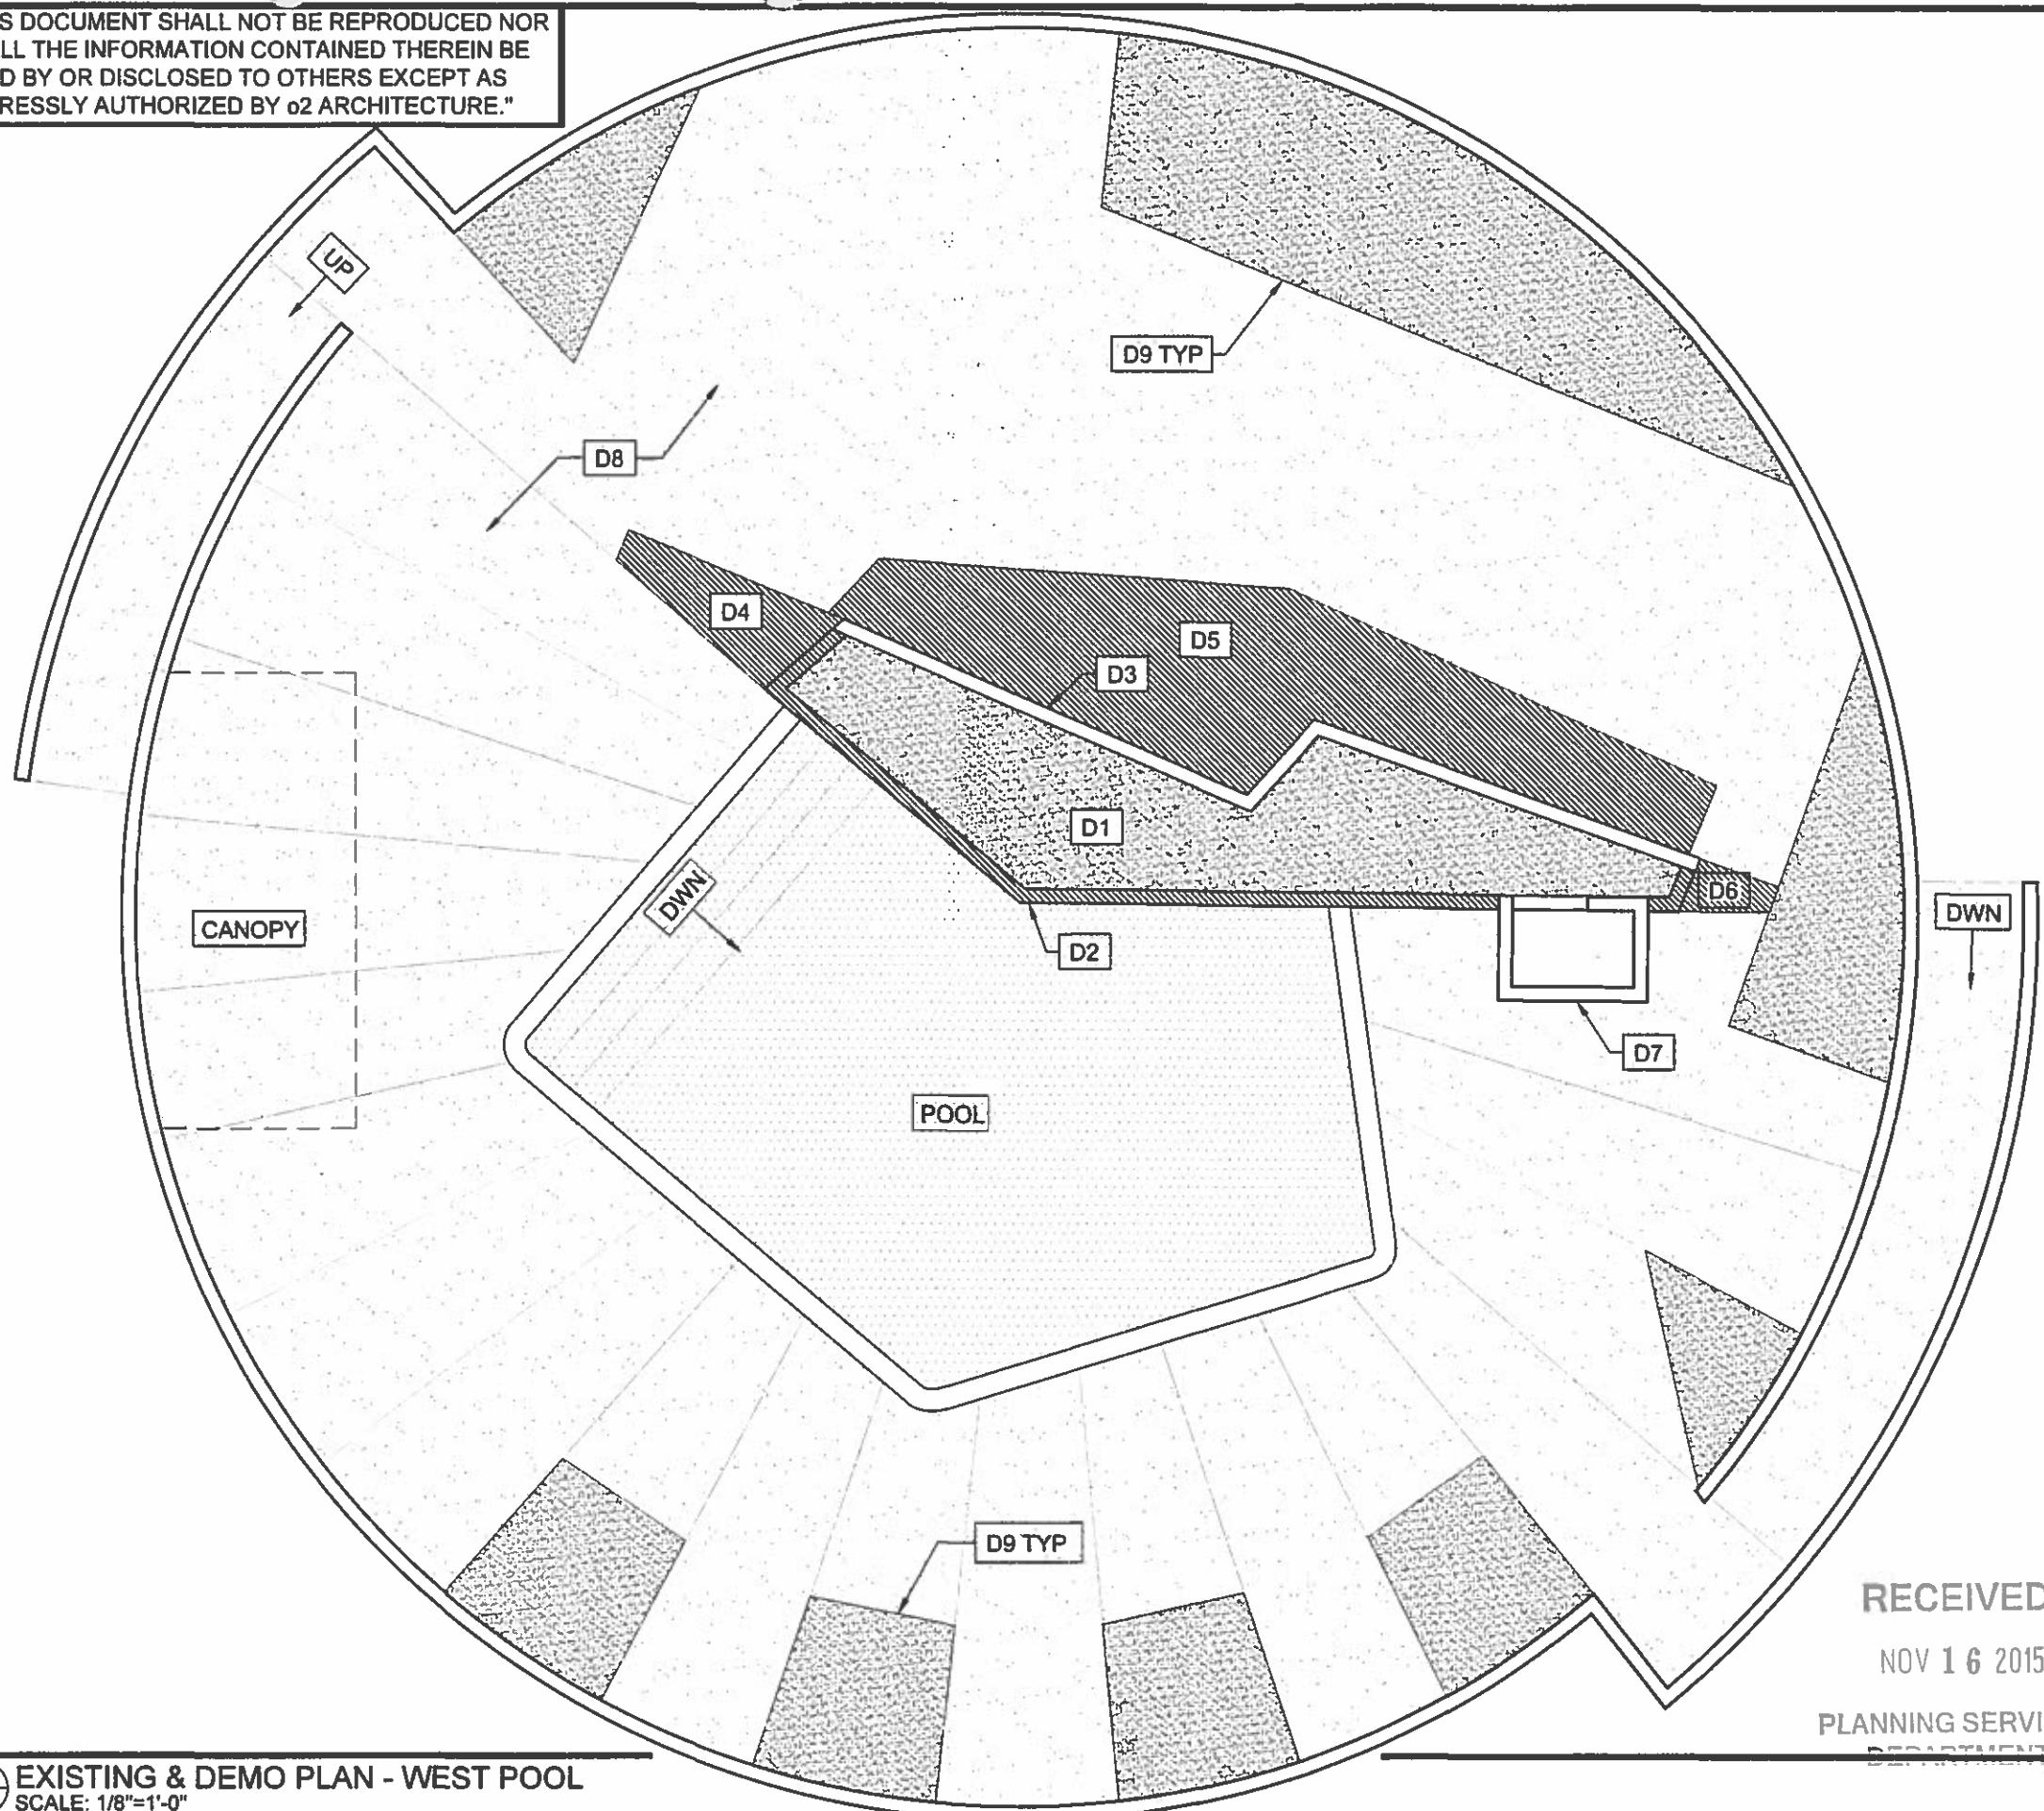 S DOCUMENT SHALL NOT BE REPRODUCED NOR
LL THE INFORMATION CONTAINED THEREIN BE
D BY OR DISCLOSED TO OTHERS EXCEPT AS
RESSLY AUTHORIZED BY o2 ARCHITECTURE."
UP
D9 TYP
D8
D4
D5
D3
D1
D6
DWN
CANOPY
DWN
D2
D7
POOL
D9 TYP
RECEIVED
NOV 16 2015
PLANNING SERVI
DEPARTMENT
EXISTING & DEMO PLAN - WEST POOL
SCALE: 1/8"=1'-0"